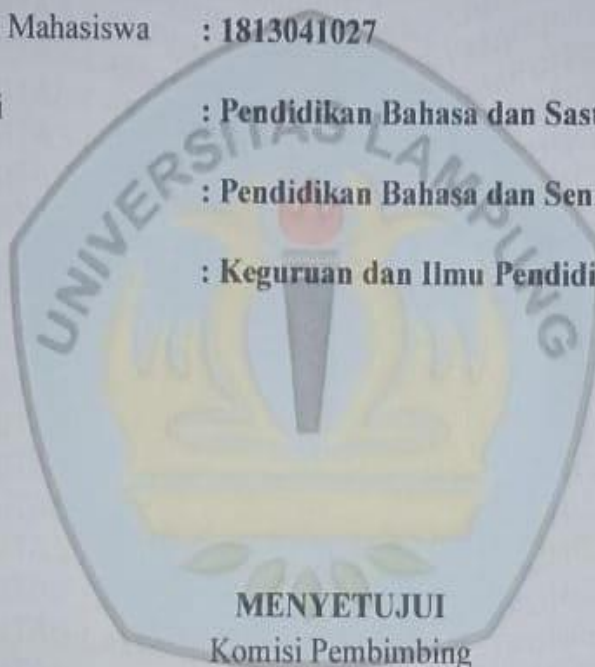 Mahasiswa : 1813041027
i : Pendidikan Bahasa dan Sast
: Pendidikan Bahasa dan Sen
: Keguruan dan Ilmu Pendidi
UNIVERSITAS LAMPUNG
MENYETUJUI
Komisi Pembimbing